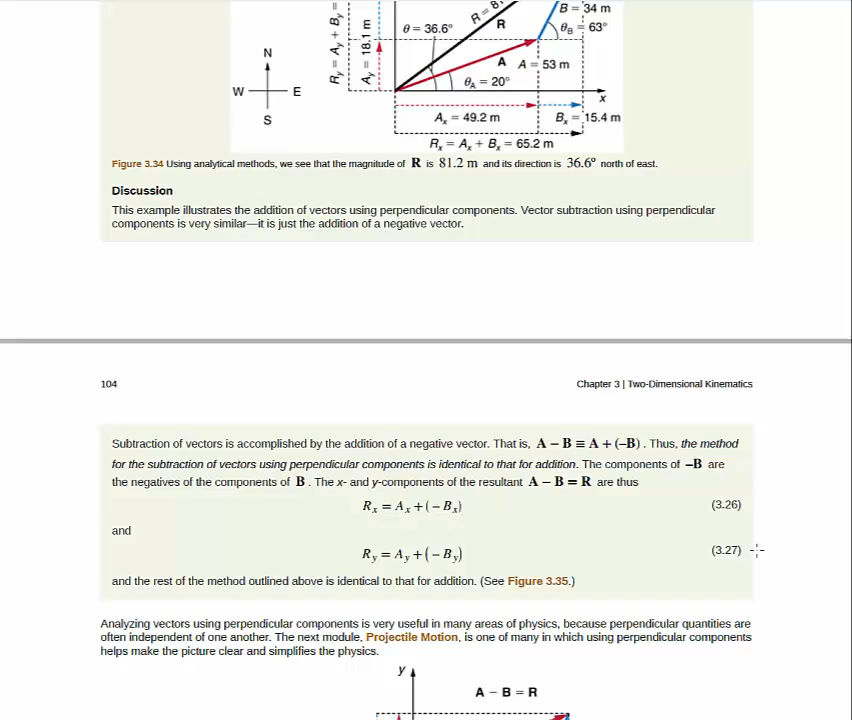 B = 34 m
R = 8
θ = 36.6°
R
θB = 63°
Ry = Ax + By =
Ay = 18.1 m
N
A A = 53 m
θA = 20°
W E
x
S
Ax = 49.2 m
Bx = 15.4 m
Rx = Ax + Bx = 65.2 m
Figure 3.34 Using analytical methods, we see that the magnitude of R is 81.2 m and its direction is 36.6º north of east.
Discussion
This example illustrates the addition of vectors using perpendicular components. Vector subtraction using perpendicular
components is very similar—it is just the addition of a negative vector.
104 Chapter 3 | Two-Dimensional Kinematics
Subtraction of vectors is accomplished by the addition of a negative vector. That is, A − B ≡ A + (–B) . Thus, the method
for the subtraction of vectors using perpendicular components is identical to that for addition. The components of –B are
the negatives of the components of B . The x- and y-components of the resultant A − B = R are thus
Rx = Ax + ( − Bx) (3.26)
and
Ry = Ay + ( − By) (3.27)
and the rest of the method outlined above is identical to that for addition. (See Figure 3.35.)
Analyzing vectors using perpendicular components is very useful in many areas of physics, because perpendicular quantities are
often independent of one another. The next module, Projectile Motion, is one of many in which using perpendicular components
helps make the picture clear and simplifies the physics.
y
A − B = R